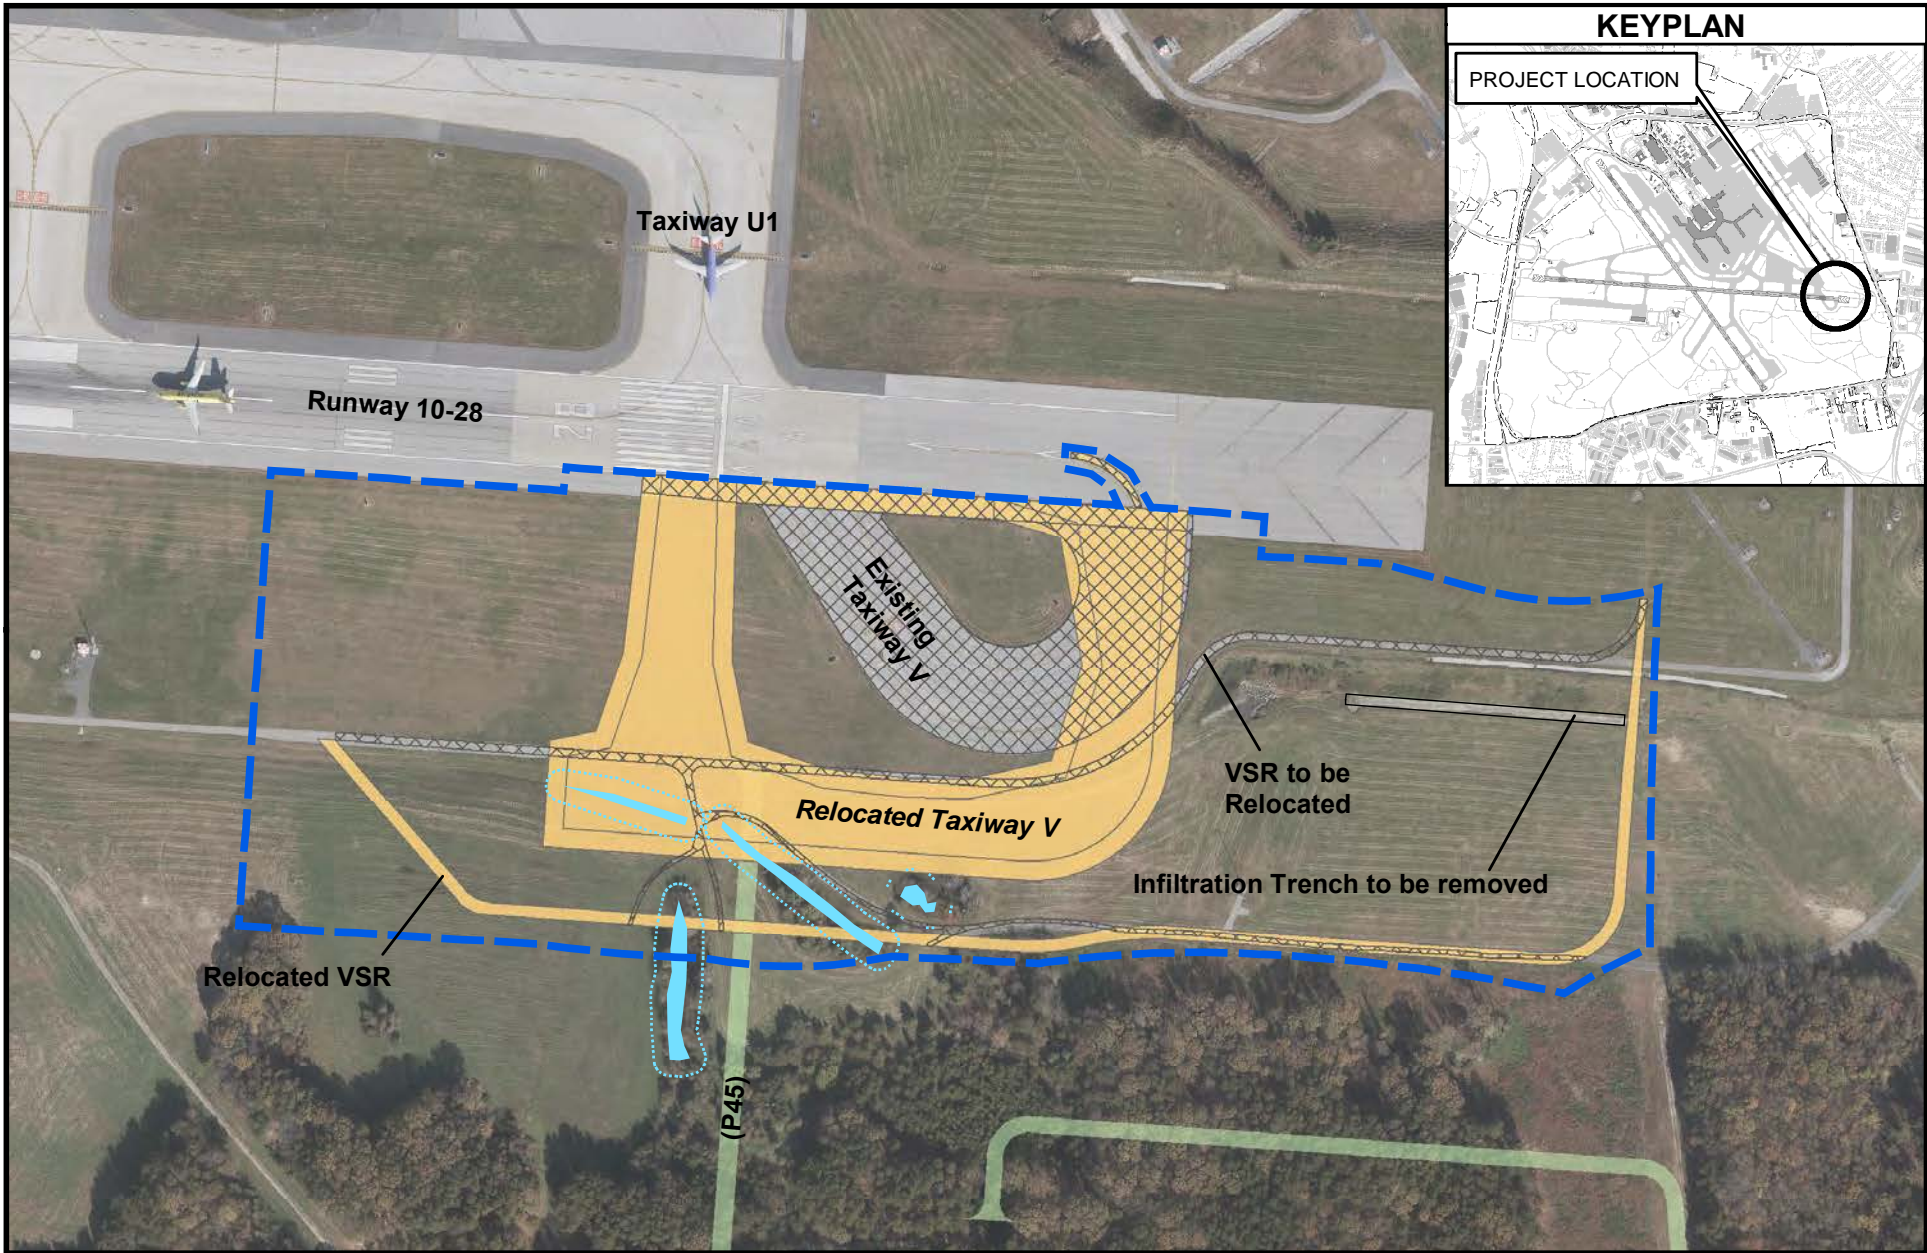 KEYPLAN
PROJECT LOCATION
Taxiway U1
Runway 10-28
28
Existing
Taxiway V
VSR to be
Relocated
Relocated Taxiway V
Infiltration Trench to be removed
Relocated VSR
(P45)